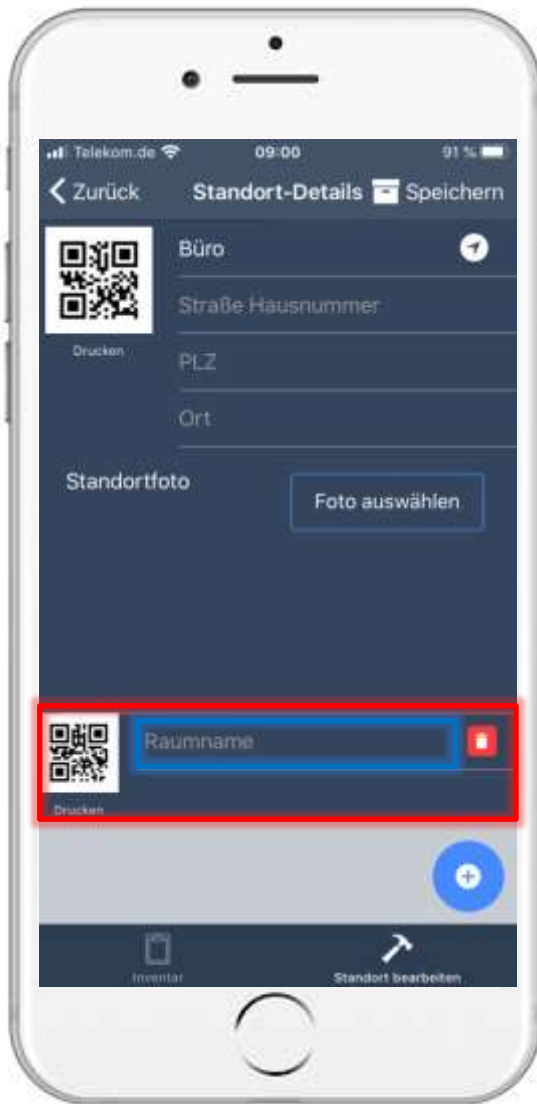 Telekom.de 09:00 91 %
Zurück Standort-Details Speichern
Büro
Straße Hausnummer
Drucken
PLZ
Ort
Standortfoto
Foto auswählen
Raumname
Drucken
Inventar Standort bearbeiten